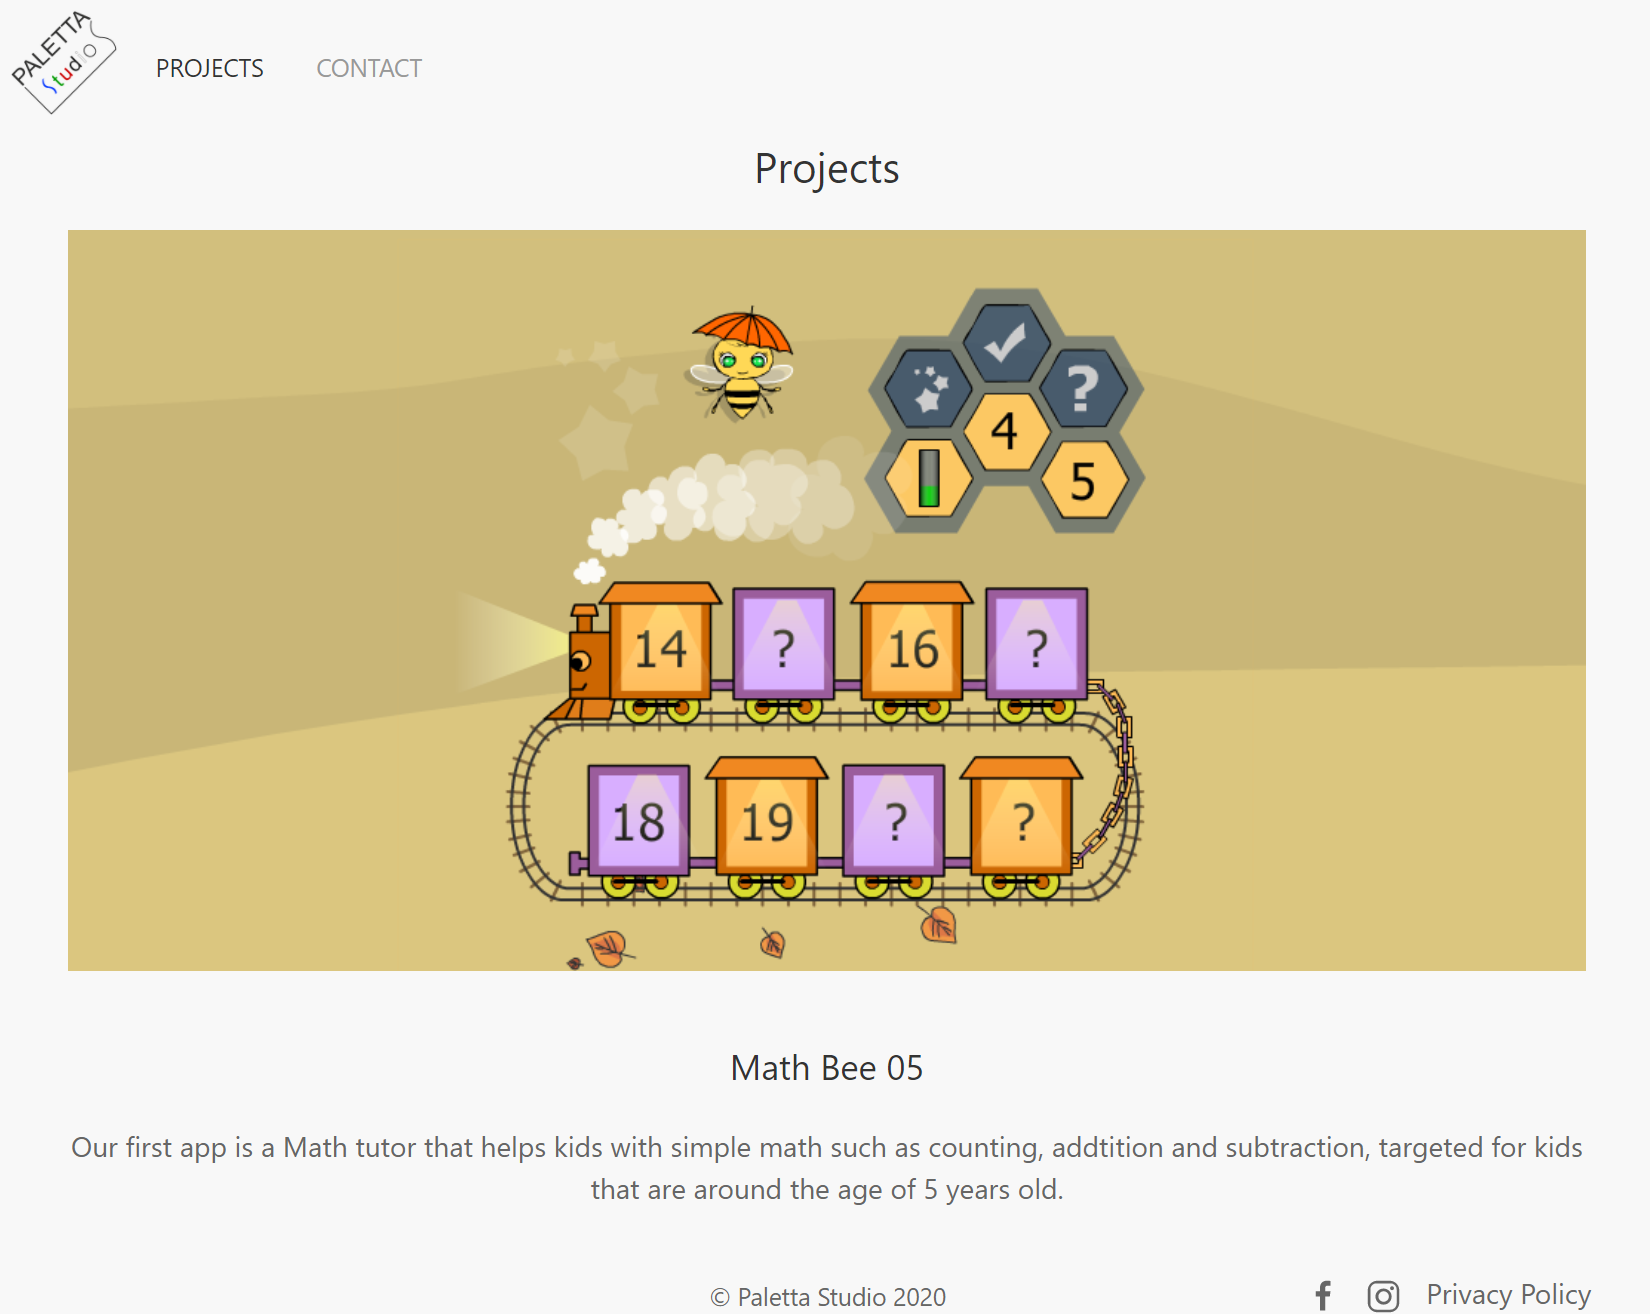 PALETTA
Studio
PROJECTS
CONTACT
Projects
?
4
5
14
?
16
?
18
19
?
?
Math Bee 05
Our first app is a Math tutor that helps kids with simple math such as counting, addtition and subtraction, targeted for kids
that are around the age of 5 years old.
© Paletta Studio 2020
Privacy Policy